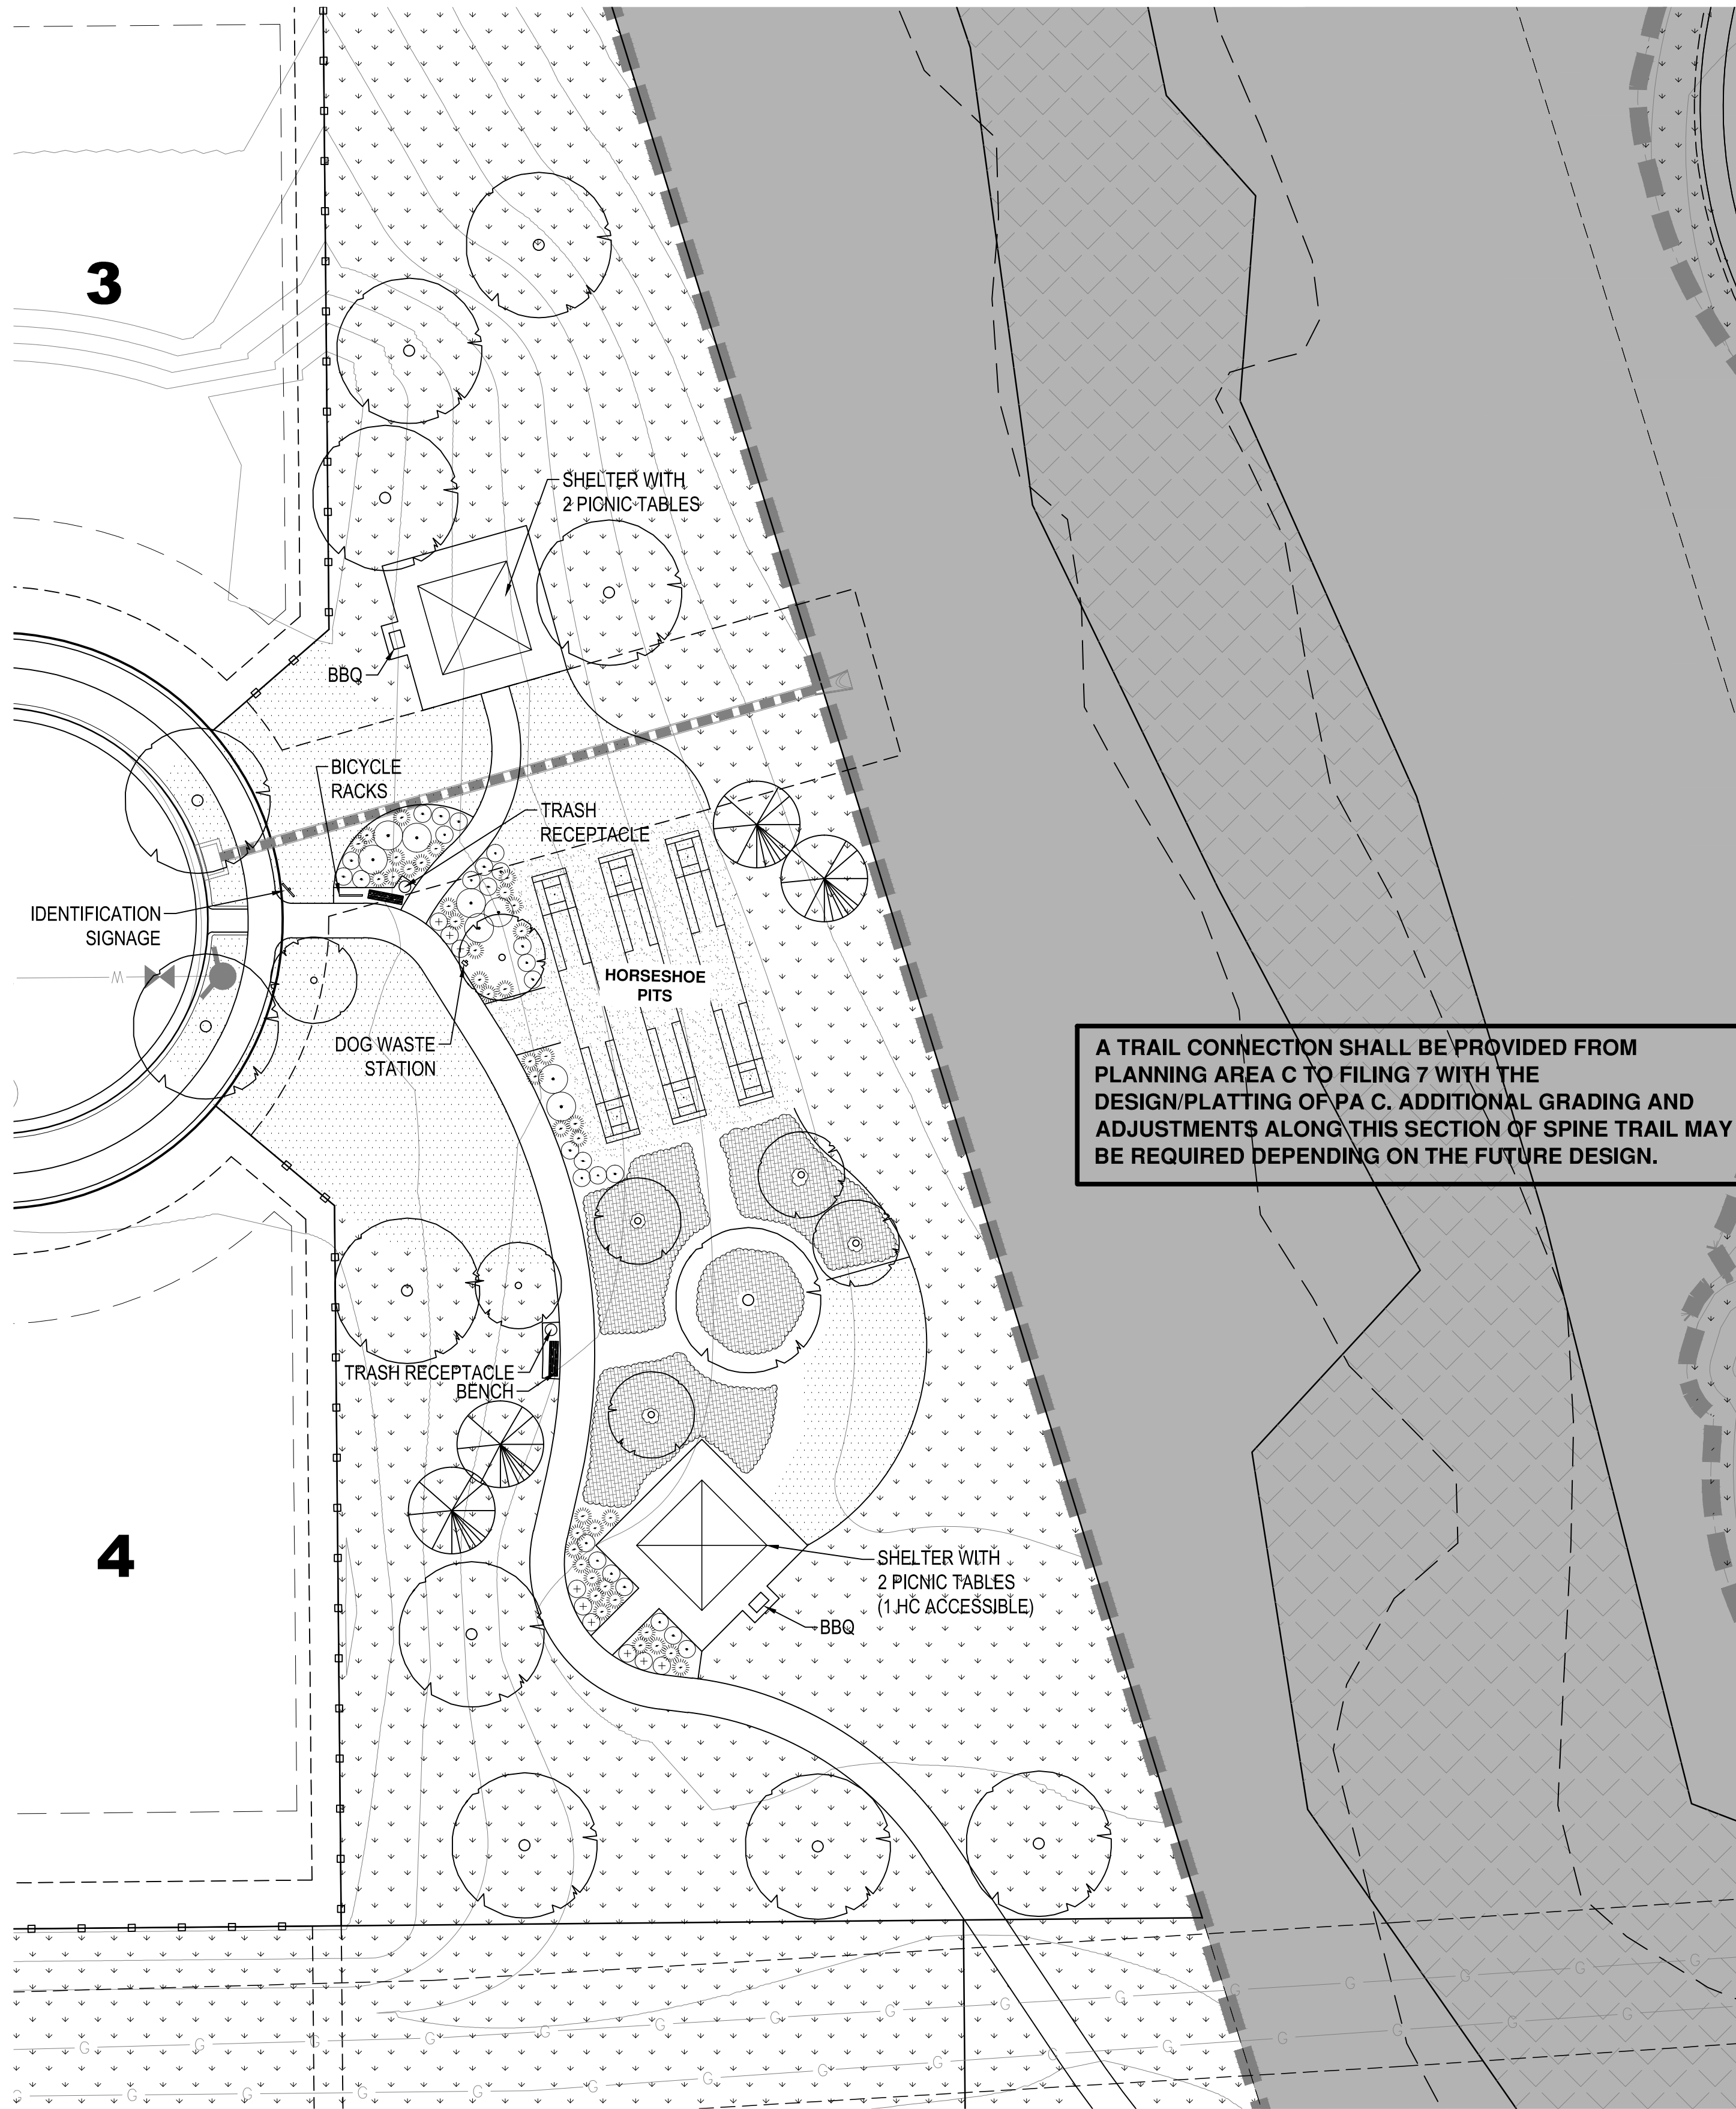 3
SHELTER WITH
2 PICNIC TABLES
BBQ
BICYCLE
RACKS
TRASH
RECEPTACLE
IDENTIFICATION
SIGNAGE
W
HORSESHOE
PITS
DOG WASTE
STATION
A TRAIL CONNECTION SHALL BE PROVIDED FROM
PLANNING AREA C TO FILING 7 WITH THE
DESIGN/PLATTING OF PA C. ADDITIONAL GRADING AND
ADJUSTMENTS ALONG THIS SECTION OF SPINE TRAIL MAY
BE REQUIRED DEPENDING ON THE FUTURE DESIGN.
TRASH RECEPTACLE
BENCH
4
SHELTER WITH
2 PICNIC TABLES
(1 HC ACCESSIBLE)
BBQ
G G G G G G G G G G G G G G G
G G G G G G G G G G G G G G G